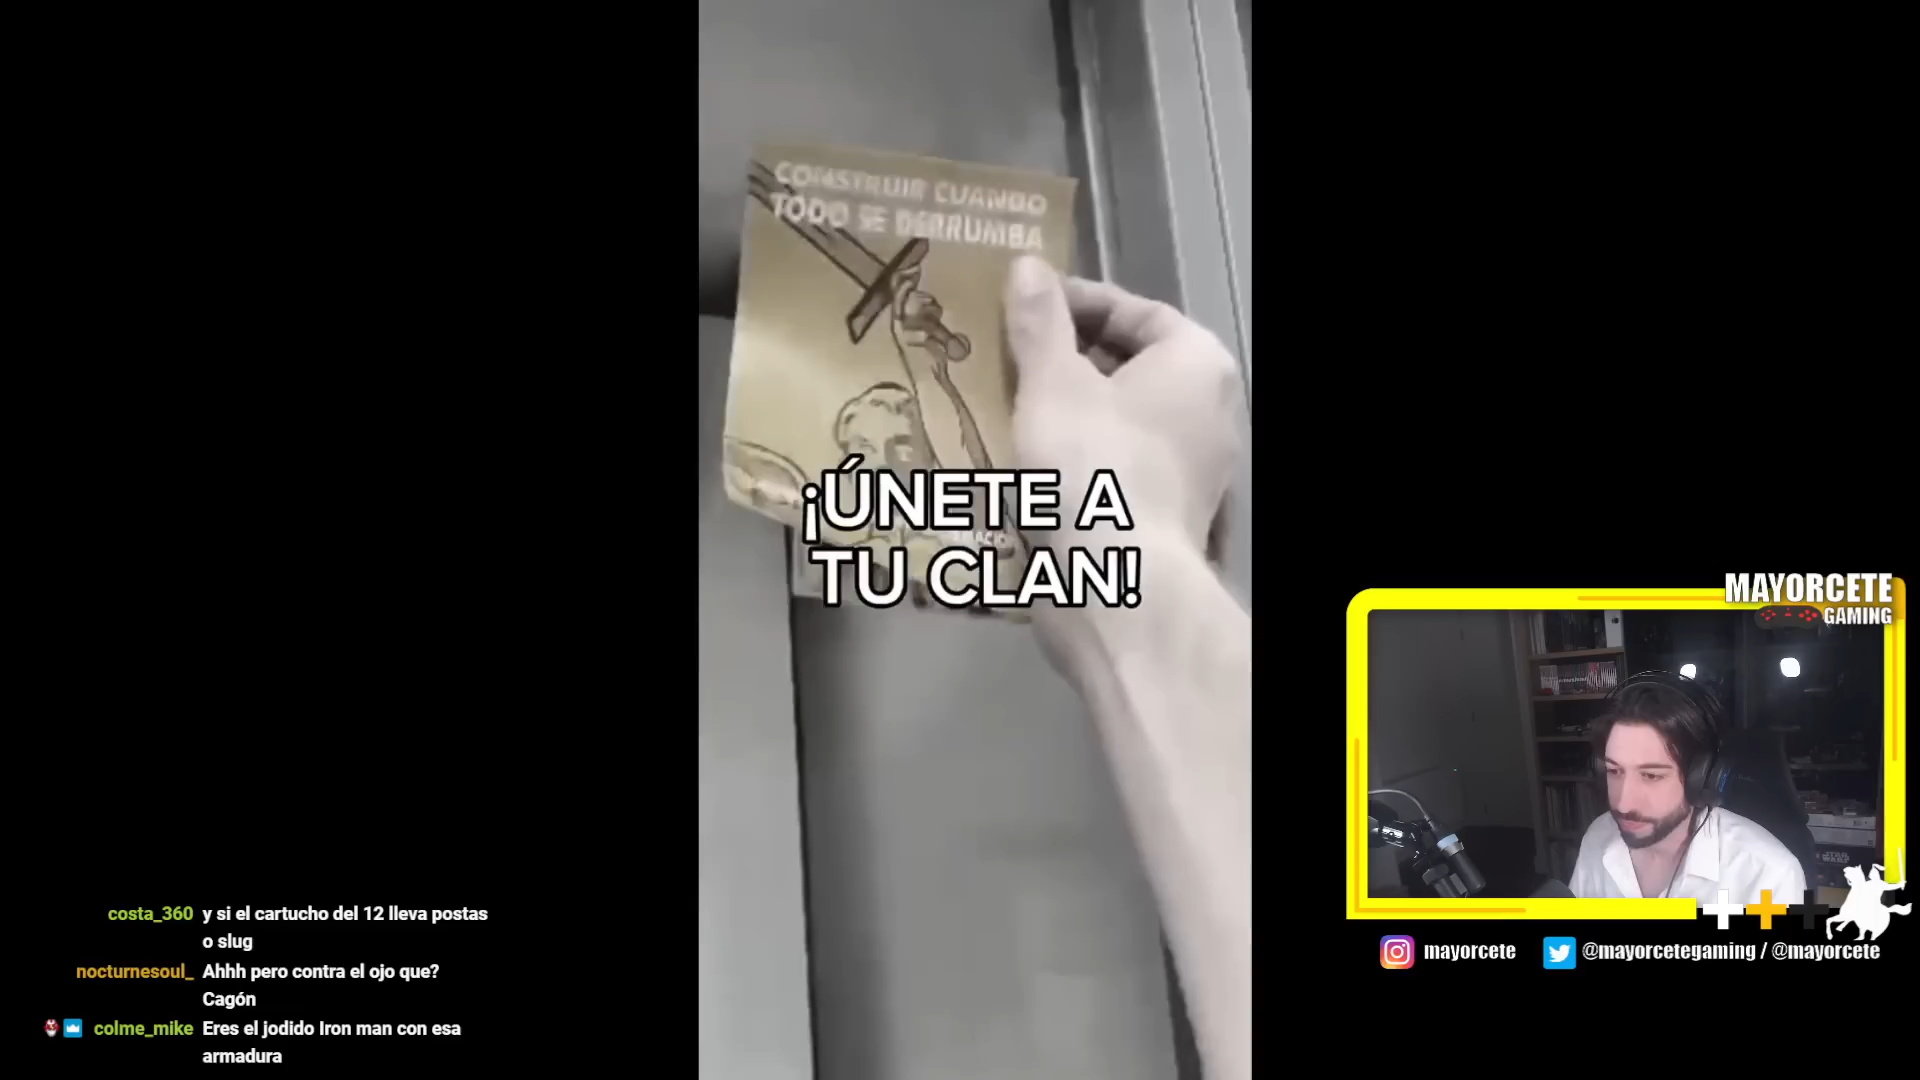 CONSTRUIR CUANDO
TODO SE DERRUMBA
¡ÚNETE A
TU CLAN!
MAYORCETE
GAMING
costa_360 y si el cartucho del 12 lleva postas
o slug
nocturnesoul_ Ahhh pero contra el ojo que?
Cagón
colme_mike Eres el jodido Iron man con esa
armadura
mayorcete
@mayorcetegaming / @mayorcete
STAR
WARS